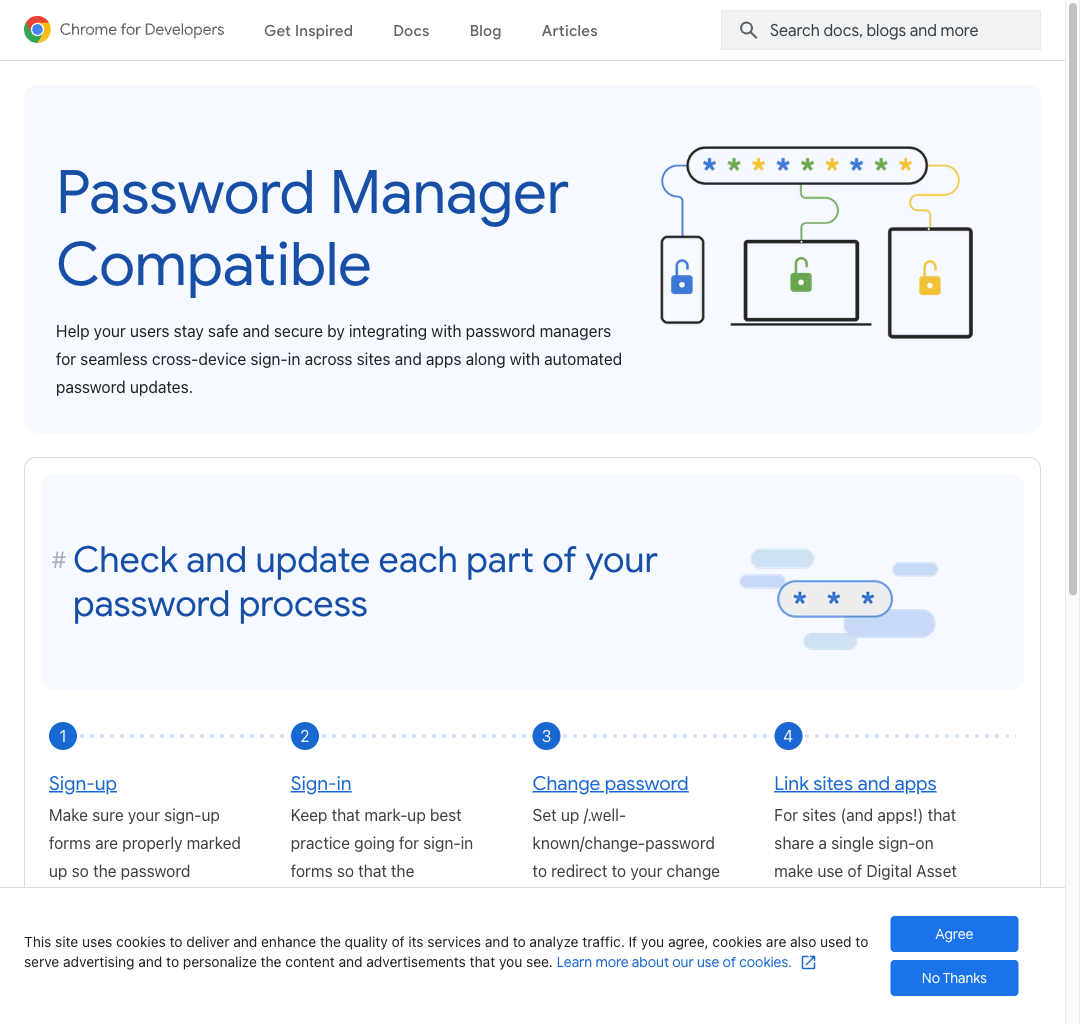 Chrome for Developers
Get Inspired
Docs
Blog
Articles
Search docs, blogs and more
Password Manager
Compatible
Help your users stay safe and secure by integrating with password managers
for seamless cross-device sign-in across sites and apps along with automated
password updates.
* * * * * * * * *
# Check and update each part of your
password process
* * *
1
Sign-up
Make sure your sign-up
forms are properly marked
up so the password
2
Sign-in
Keep that mark-up best
practice going for sign-in
forms so that the
3
Change password
Set up /.well-
known/change-password
to redirect to your change
4
Link sites and apps
For sites (and apps!) that
share a single sign-on
make use of Digital Asset
This site uses cookies to deliver and enhance the quality of its services and to analyze traffic. If you agree, cookies are also used to
serve advertising and to personalize the content and advertisements that you see. Learn more about our use of cookies.
Agree
No Thanks